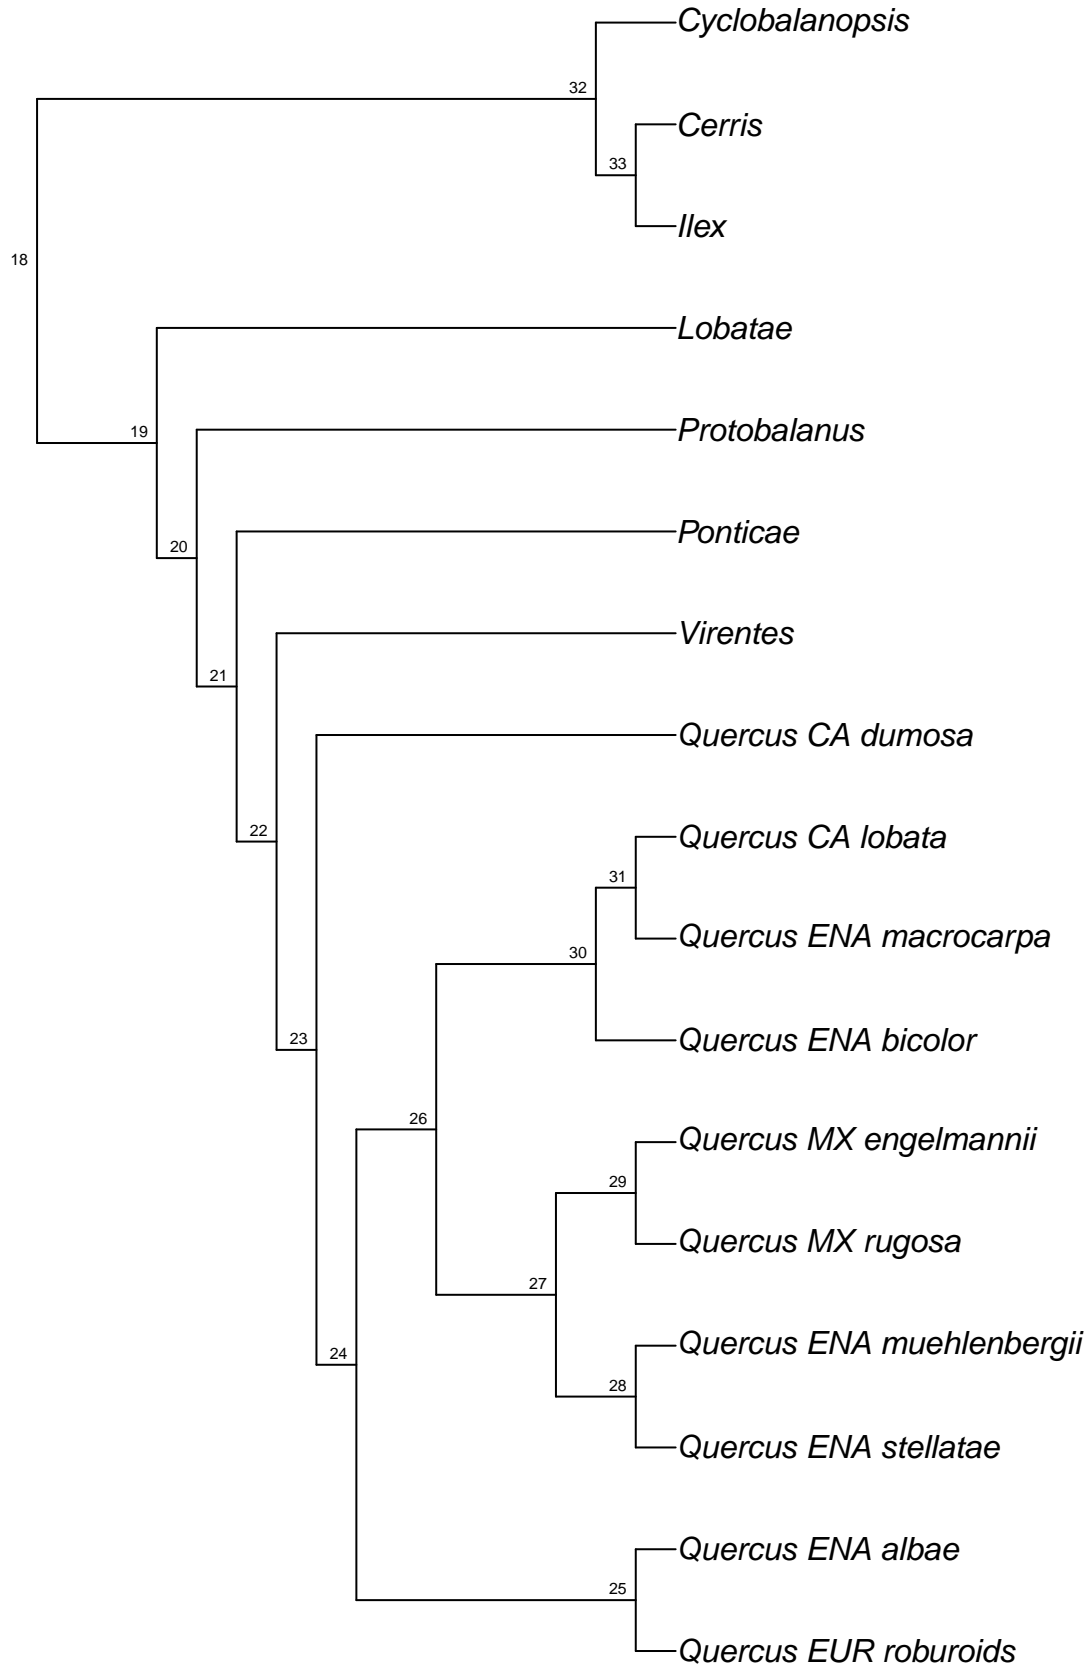 Cyclobalanopsis
32
Cerris
33
Ilex
18
Lobatae
19
Protobalanus
20
Ponticae
21
Virentes
22
Quercus CA dumosa
23
Quercus CA lobata
31
Quercus ENA macrocarpa
30
Quercus ENA bicolor
26
Quercus MX engelmannii
29
Quercus MX rugosa
27
Quercus ENA muehlenbergii
24
28
Quercus ENA stellatae
Quercus ENA albae
25
Quercus EUR roburoids